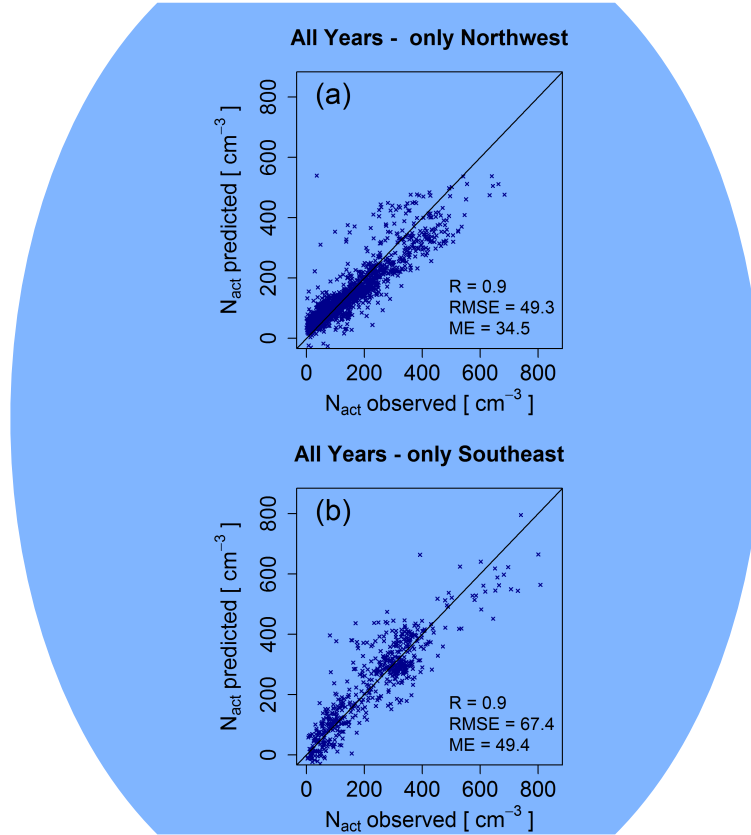 All Years - only Northwest
(a)
N_act predicted [ cm⁻³ ]
800
600
400
200
0
R = 0.9
RMSE = 49.3
ME = 34.5
0 200 400 600 800
N_act observed [ cm⁻³ ]
All Years - only Southeast
(b)
N_act predicted [ cm⁻³ ]
800
600
400
200
0
R = 0.9
RMSE = 67.4
ME = 49.4
0 200 400 600 800
N_act observed [ cm⁻³ ]